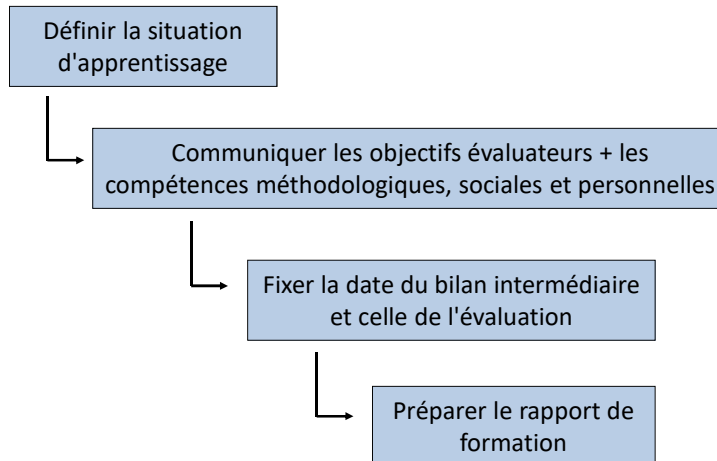 Définir la situation
d'apprentissage
Communiquer les objectifs évaluateurs + les
compétences méthodologiques, sociales et personnelles
Fixer la date du bilan intermédiaire
et celle de l'évaluation
Préparer le rapport de
formation